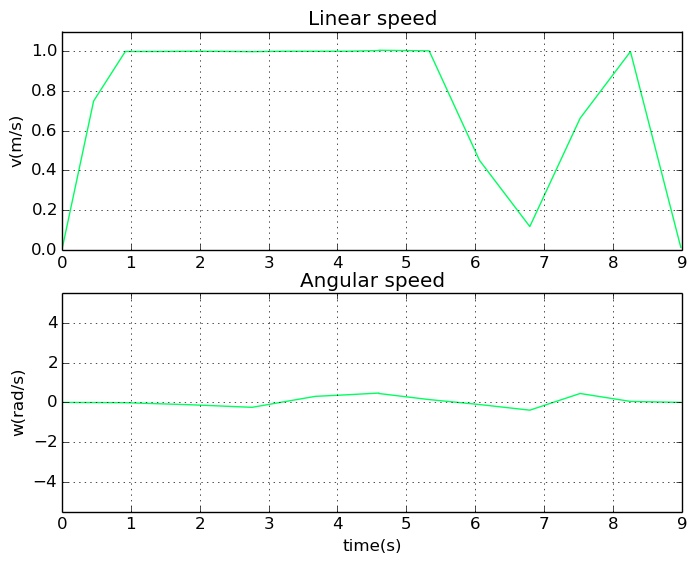 Linear speed
v(m/s)
1.0
0.8
0.6
0.4
0.2
0.0
0 1 2 3 4 5 6 7 8 9
Angular speed
w(rad/s)
4
2
0
−2
−4
0 1 2 3 4 5 6 7 8 9
time(s)